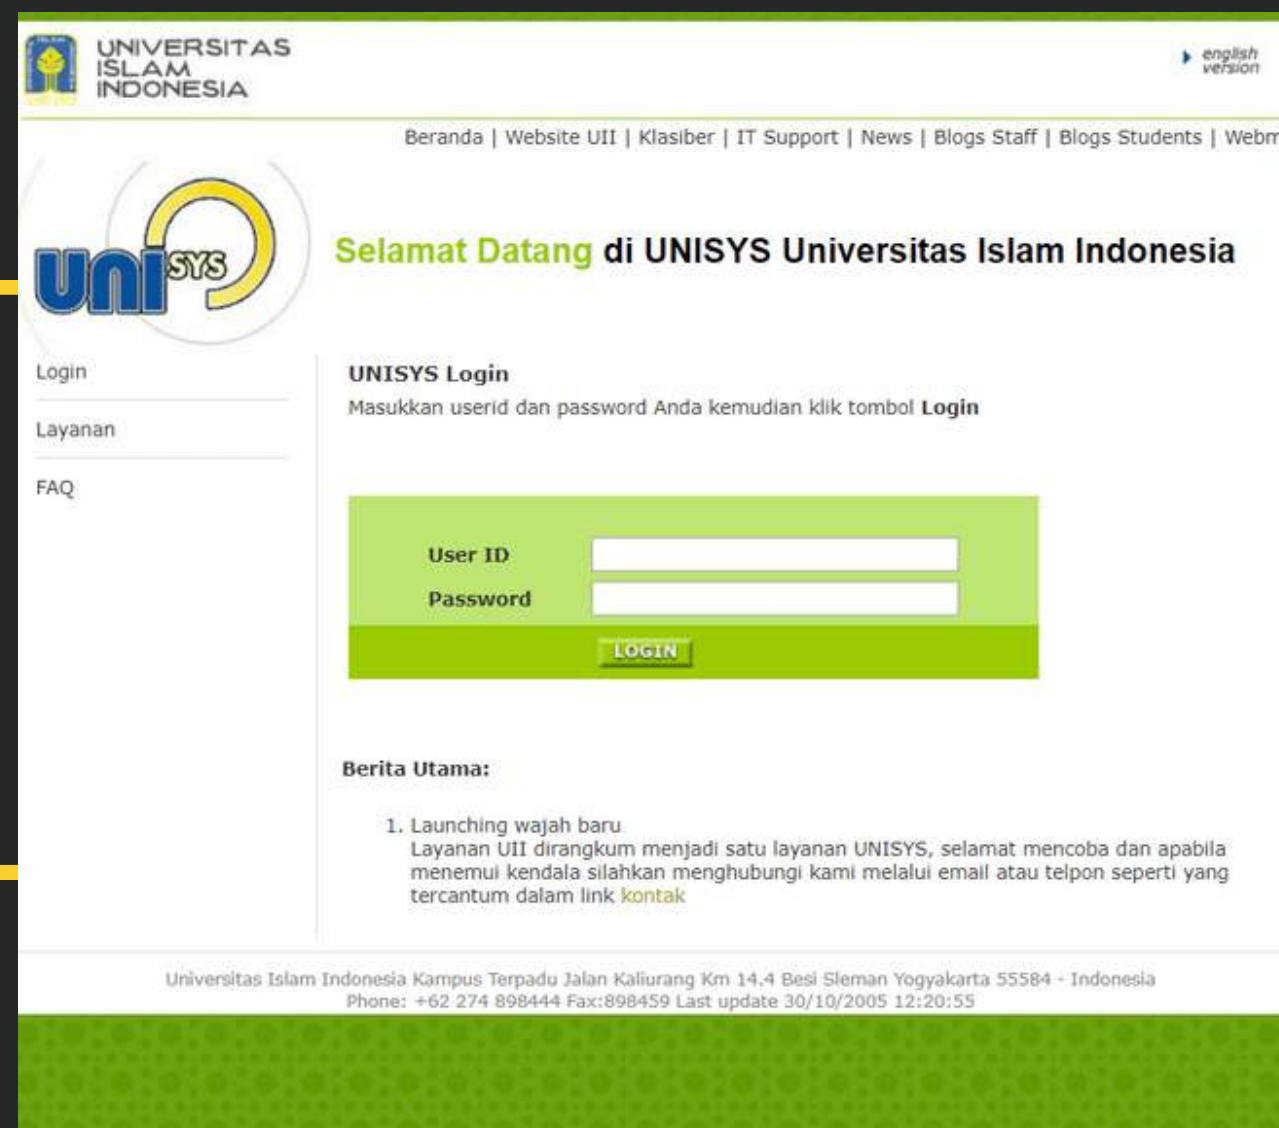 UNIVERSITAS
ISLAM
INDONESIA
english
version
Beranda | Website UII | Klasiber | IT Support | News | Blogs Staff | Blogs Students |
UNISYS
Selamat Datang di UNISYS Universitas Islam Indonesia
Login
Layanan
FAQ
UNISYS Login
Masukkan userid dan password Anda kemudian klik tombol Login
User ID
Password
LOGIN
Berita Utama:
1. Launching wajah baru
Layanan UII dirangkum menjadi satu layanan UNISYS, selamat mencoba dan apabila
menemui kendala silahkan menghubungi kami melalui email atau telpon seperti yang
tercantum dalam link kontak
Universitas Islam Indonesia Kampus Terpadu Jalan Kaliurang Km 14.4 Besi Sleman Yogyakarta 55584 - Indonesia
Phone: +62 274 898444 Fax:898459 Last update 30/10/2005 12:20:55